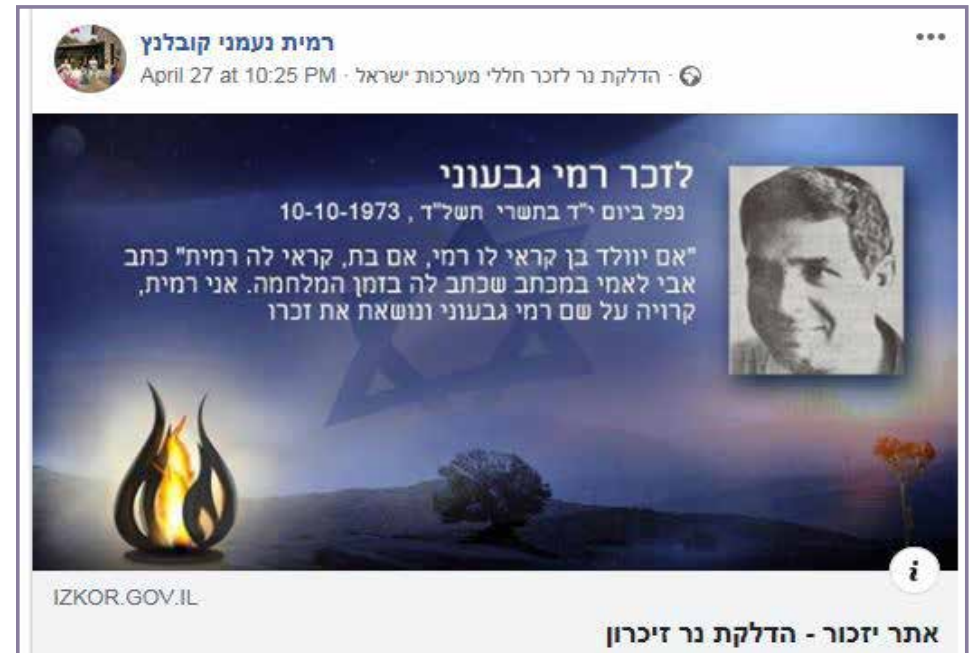 רמית נעמני קובלנץ
April 27 at 10:25 PM · הדלקת נר לזכר חללי מערכות ישראל ·
לזכר רמי גבעוני
נפל ביום י"ד בתשרי תשל"ד , 10-10-1973
"אם יוולד בן קראי לו רמי, אם בת, קראי לה רמית" כתב
אבי לאמי במכתב שכתב לה בזמן המלחמה. אני רמית,
קרויה על שם רמי גבעוני ונושאת את זכרו
IZKOR.GOV.IL
אתר יזכור - הדלקת נר זיכרון